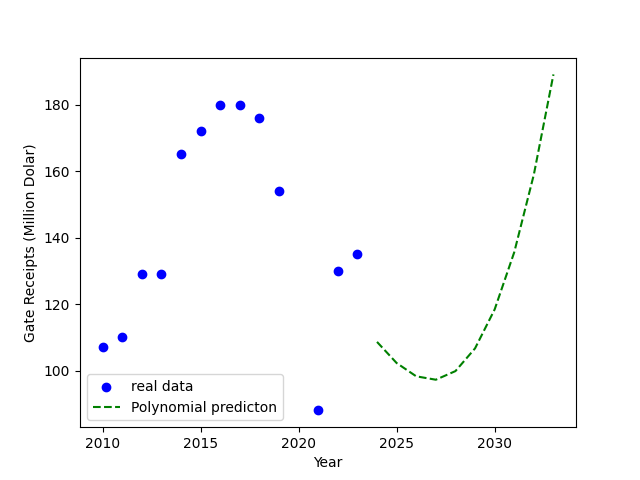 180
160
140
120
100
Gate Receipts (Million Dolar)
real data
Polynomial predicton
2010
2015
2020
2025
2030
Year